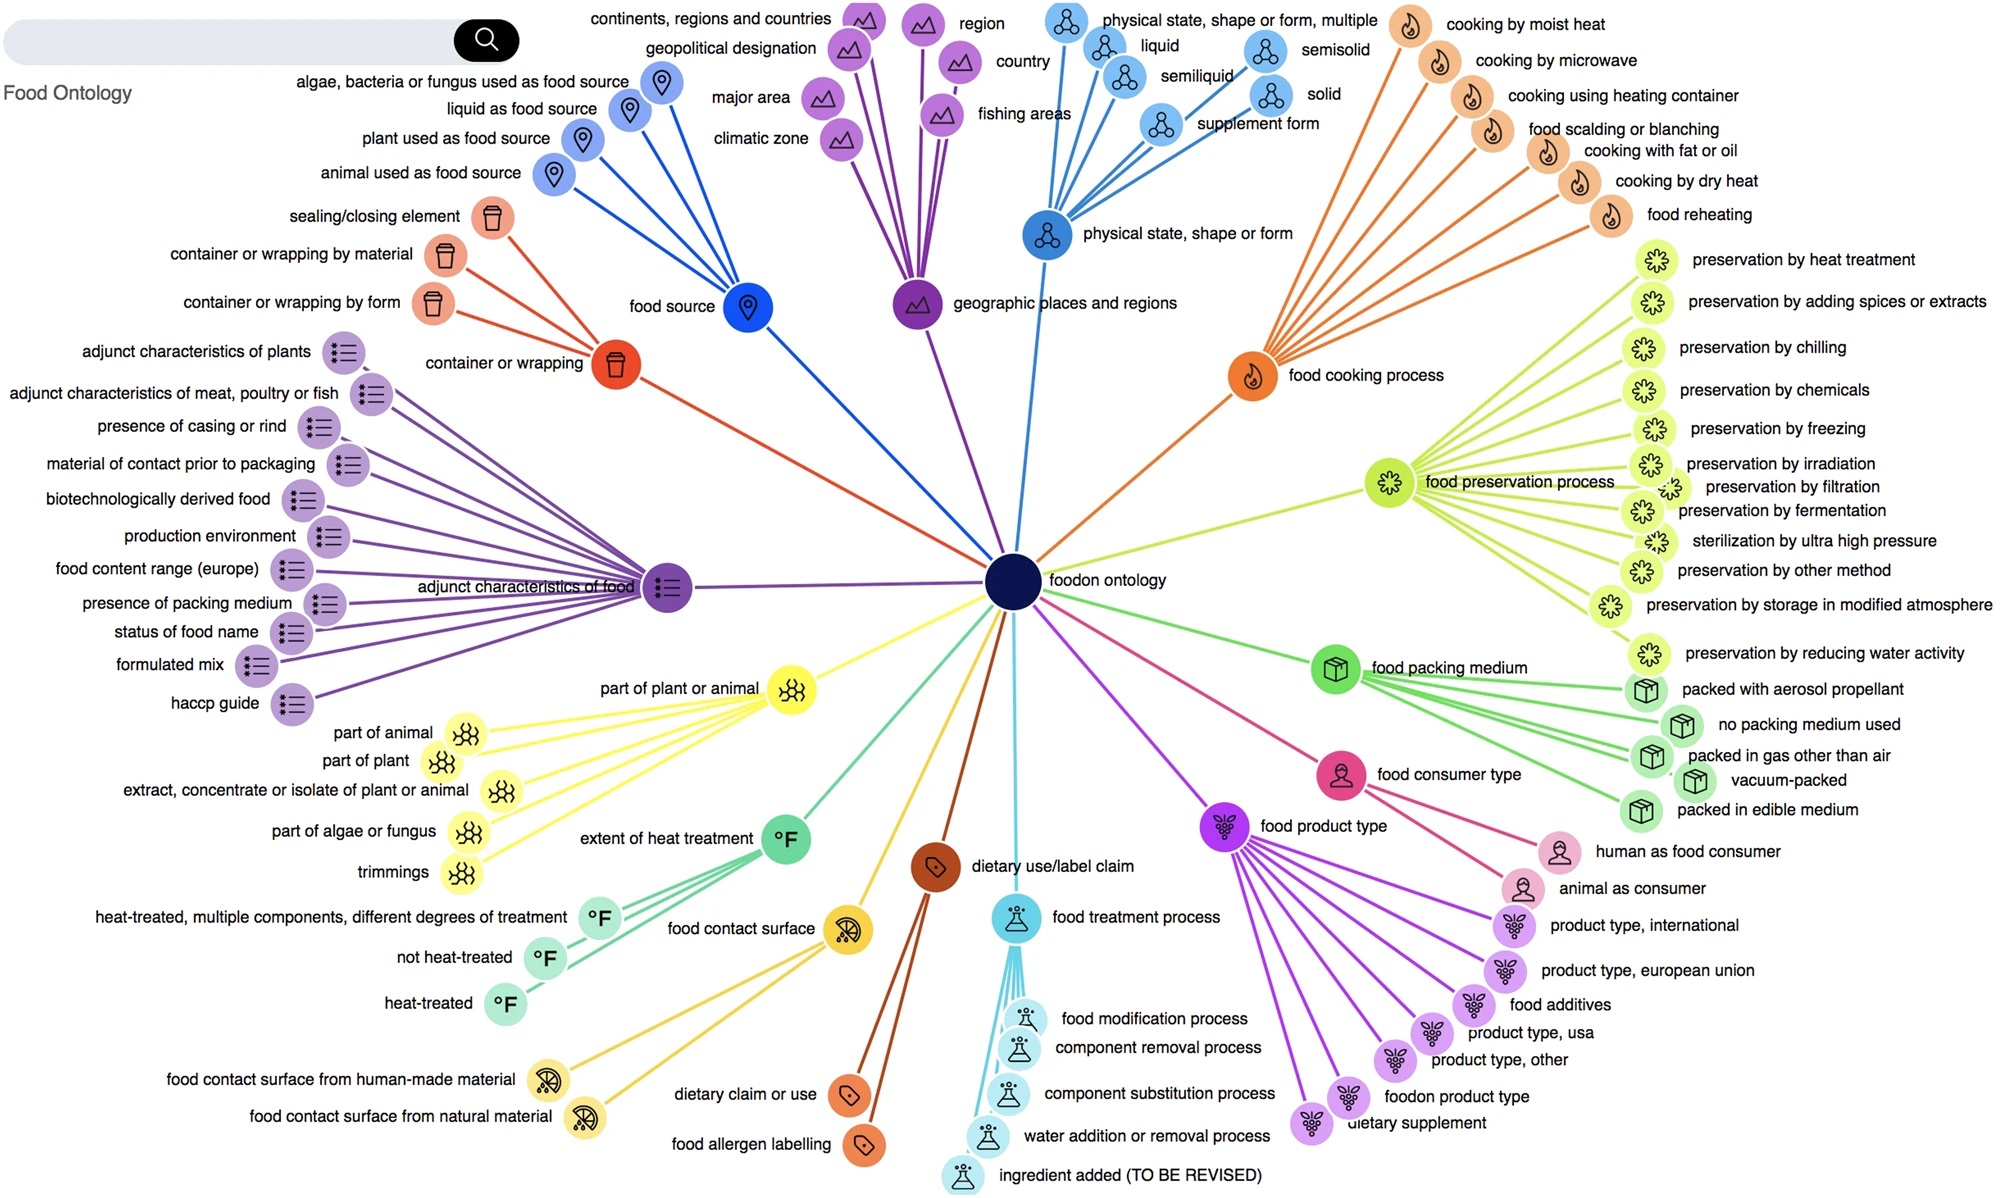 Food Ontology
continents, regions and countries
geopolitical designation
major area
climatic zone
region
country
fishing areas
geographic places and regions
physical state, shape or form, multiple
liquid
semiliquid
semisolid
solid
supplement form
physical state, shape or form
cooking by moist heat
cooking by microwave
cooking using heating container
food scalding or blanching
cooking with fat or oil
cooking by dry heat
food reheating
food cooking process
algae, bacteria or fungus used as food source
liquid as food source
plant used as food source
animal used as food source
food source
sealing/closing element
container or wrapping by material
container or wrapping by form
container or wrapping
preservation by heat treatment
preservation by adding spices or extracts
preservation by chilling
preservation by chemicals
preservation by freezing
preservation by irradiation
preservation by filtration
preservation by fermentation
sterilization by ultra high pressure
preservation by other method
preservation by storage in modified atmosphere
preservation by reducing water activity
food preservation process
adjunct characteristics of plants
adjunct characteristics of meat, poultry or fish
presence of casing or rind
material of contact prior to packaging
biotechnologically derived food
production environment
food content range (europe)
presence of packing medium
status of food name
formulated mix
haccp guide
adjunct characteristics of food
foodon ontology
part of plant or animal
part of animal
part of plant
extract, concentrate or isolate of plant or animal
part of algae or fungus
trimmings
food packing medium
packed with aerosol propellant
no packing medium used
packed in gas other than air
vacuum-packed
packed in edible medium
food consumer type
human as food consumer
animal as consumer
extent of heat treatment
°F
heat-treated, multiple components, different degrees of treatment
°F
not heat-treated
°F
heat-treated
°F
food product type
product type, international
product type, european union
food additives
product type, usa
product type, other
foodon product type
dietary supplement
dietary use/label claim
dietary claim or use
food allergen labelling
food contact surface
food contact surface from human-made material
food contact surface from natural material
food treatment process
food modification process
component removal process
component substitution process
water addition or removal process
ingredient added (TO BE REVISED)